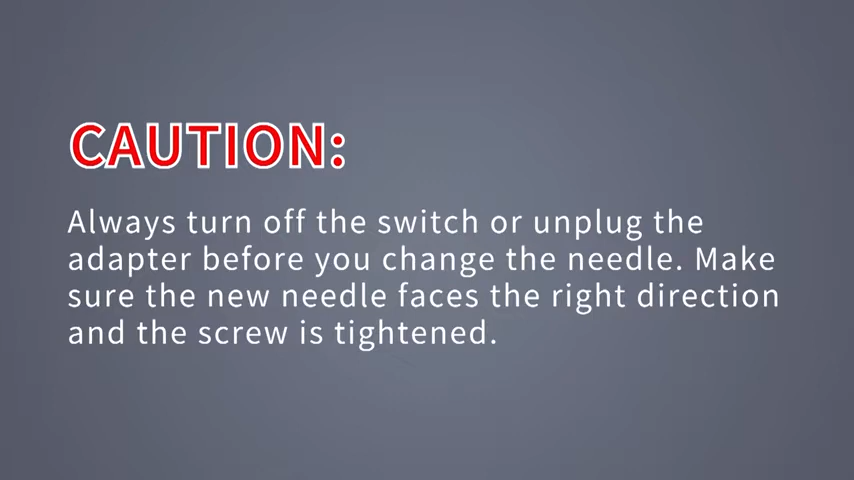 CAUTION:
Always turn off the switch or unplug the
adapter before you change the needle. Make
sure the new needle faces the right direction
and the screw is tightened.